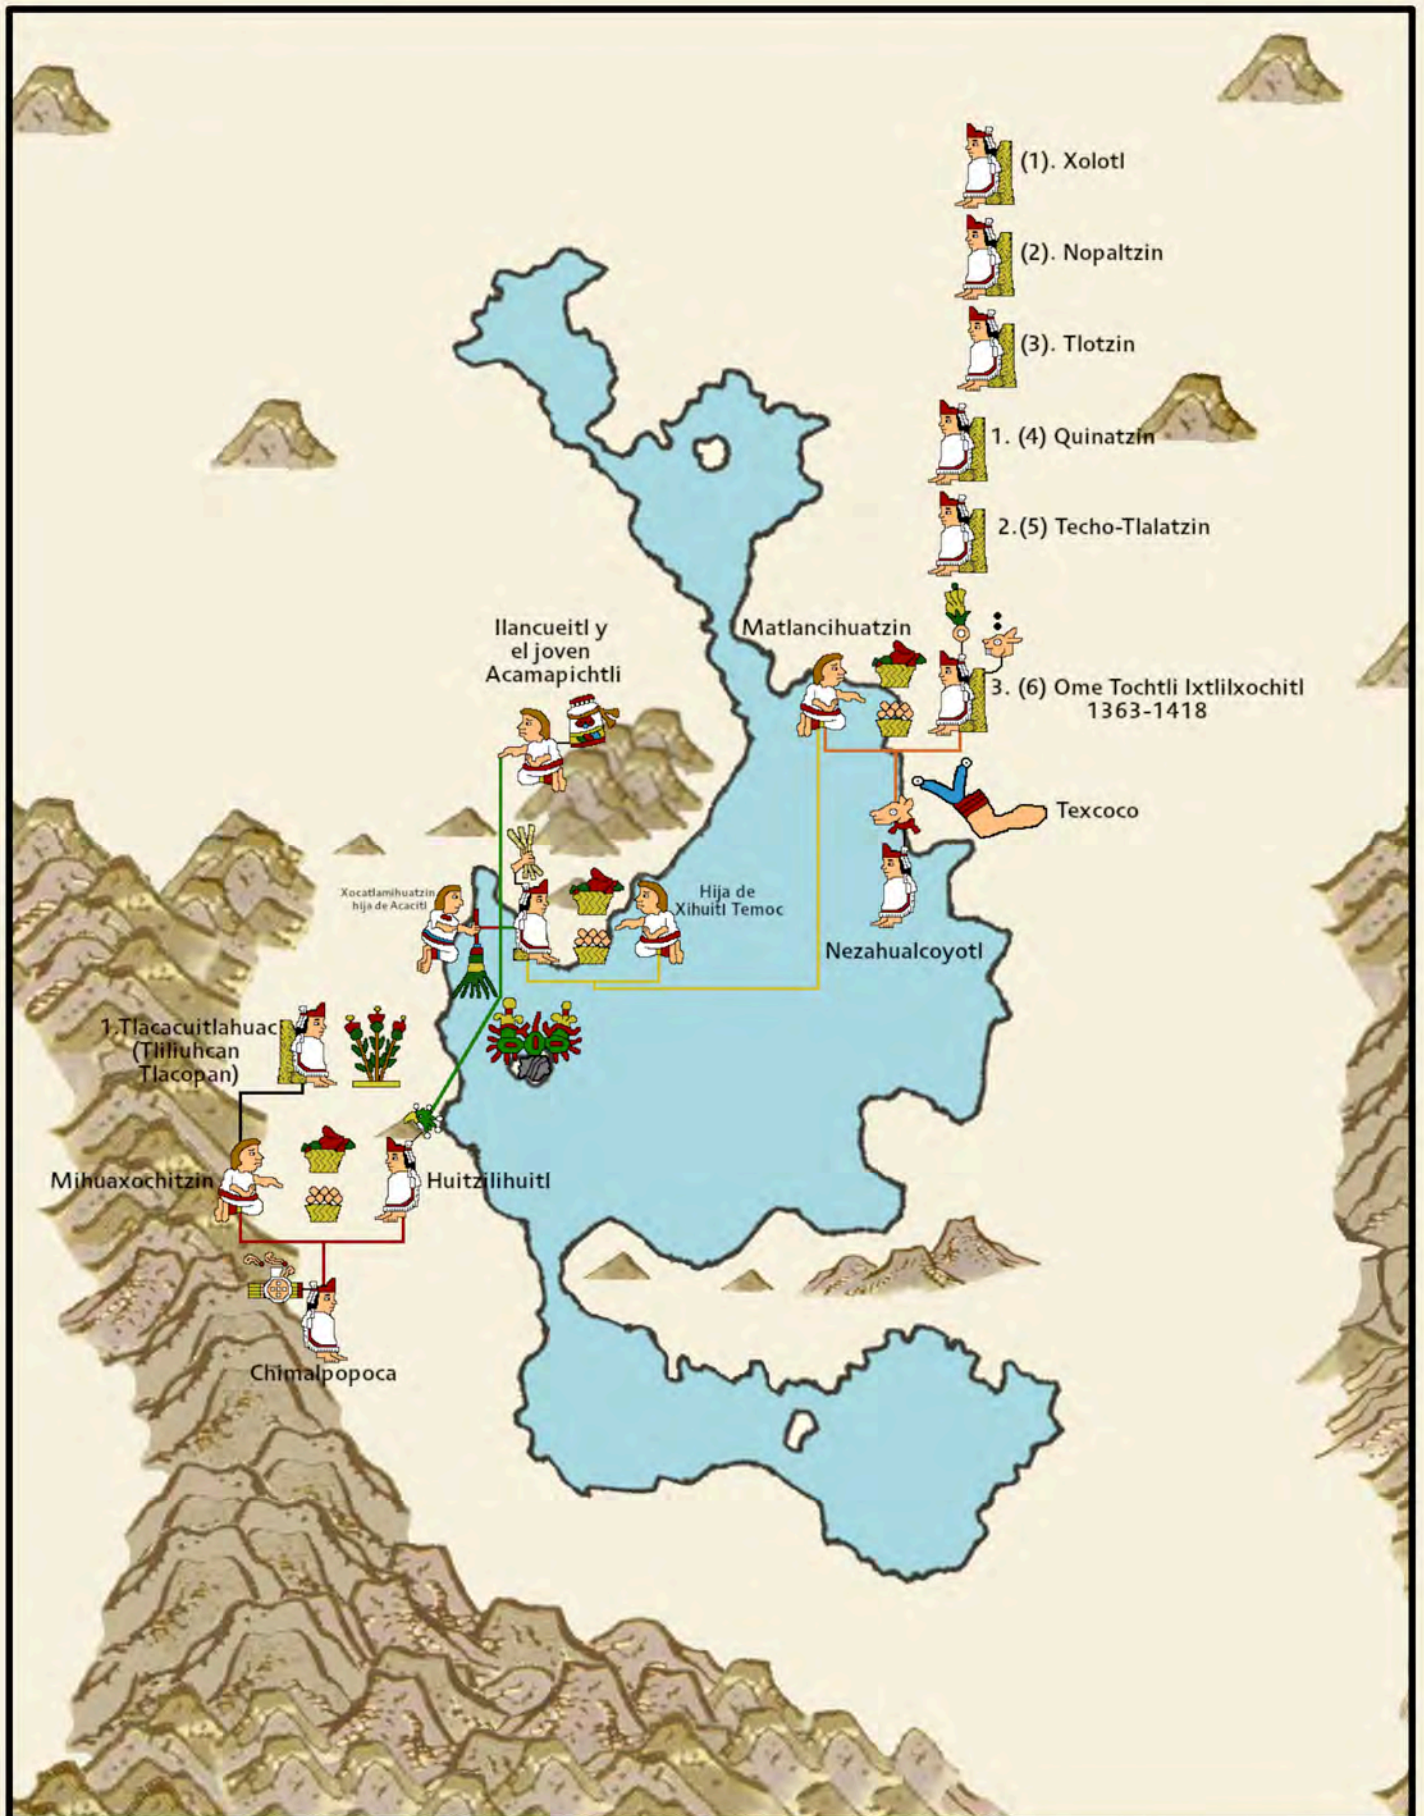 (1). Xolotl
(2). Nopaltzin
(3). Tlotzin
1. (4) Quinatzin
2.(5) Techo-Tlalatzin
Ilancueitl y
el joven
Acamapichtli
Matlancihuatzin
3. (6) Ome Tochtli Ixtlilxochitl
1363-1418
Texcoco
Xocatlamihuatzin
hija de Acacitl
Hija de
Xihuitl Temoc
Nezahualcoyotl
1.Tlacacuitlahuac
(Tliliuhcan
Tlacopan)
Mihuaxochitzin
Huitzilihuitl
Chimalpopoca